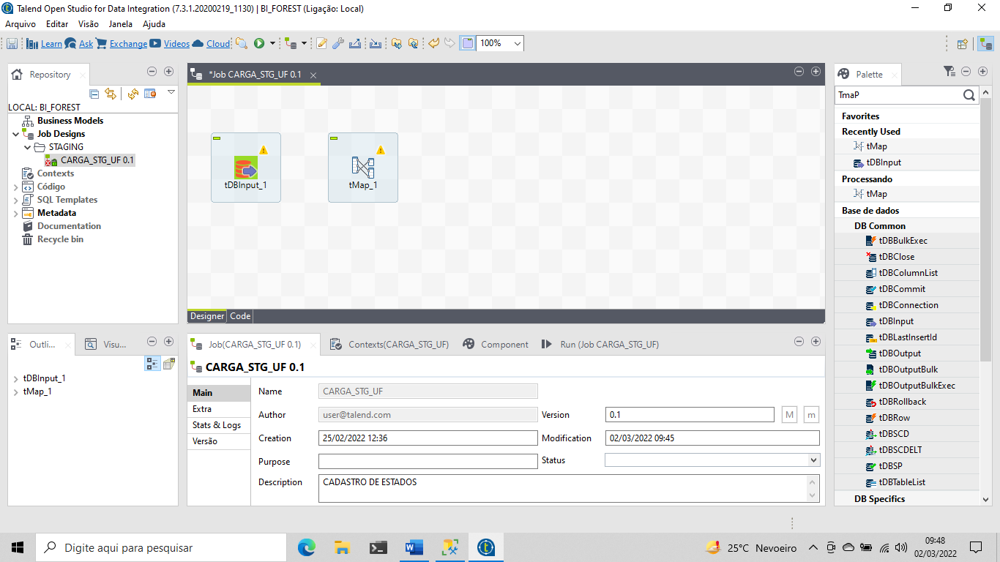 Talend Open Studio for Data Integration (7.3.1.20200219_1130) | BI_FOREST (Ligação: Local)
Arquivo Editar Visão Janela Ajuda
Learn Ask Exchange Videos Cloud 100%
Repository
LOCAL: BI_FOREST
Business Models
Job Designs
STAGING
CARGA_STG_UF 0.1
Contexts
Código
SQL Templates
Metadata
Documentation
Recycle bin
*Job CARGA_STG_UF 0.1
tDBInput_1
tMap_1
Designer Code
Palette
TmaP
Favorites
Recently Used
tMap
tDBInput
Processando
tMap
Base de dados
DB Common
tDBBulkExec
tDBClose
tDBColumnList
tDBCommit
tDBConnection
tDBInput
tDBLastInsertId
tDBOutput
tDBOutputBulk
tDBOutputBulkExec
tDBRollback
tDBRow
tDBSCD
tDBSCDELT
tDBSP
tDBTableList
DB Specifics
Outli... Visu...
tDBInput_1
tMap_1
Job(CARGA_STG_UF 0.1) Contexts(CARGA_STG_UF) Component Run (Job CARGA_STG_UF)
CARGA_STG_UF 0.1
Main
Extra
Stats & Logs
Versão
Name CARGA_STG_UF
Author user@talend.com Version 0.1 M m
Creation 25/02/2022 12:36 Modification 02/03/2022 09:45
Purpose Status
Description CADASTRO DE ESTADOS
Digite aqui para pesquisar
25°C Nevoeiro
09:48
02/03/2022